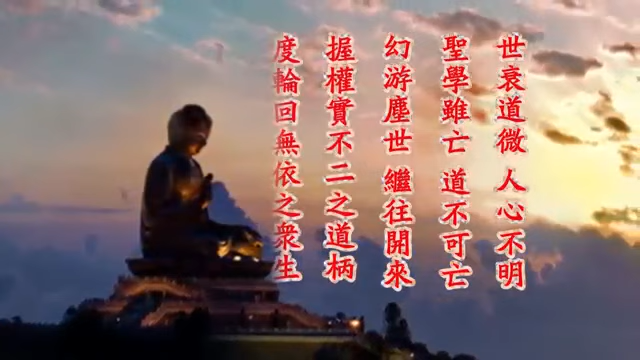 世衰道微 人心不明
聖學雖亡 道不可亡
幻游塵世 繼往開來
握權實不二之道柄
度輪回無依之衆生